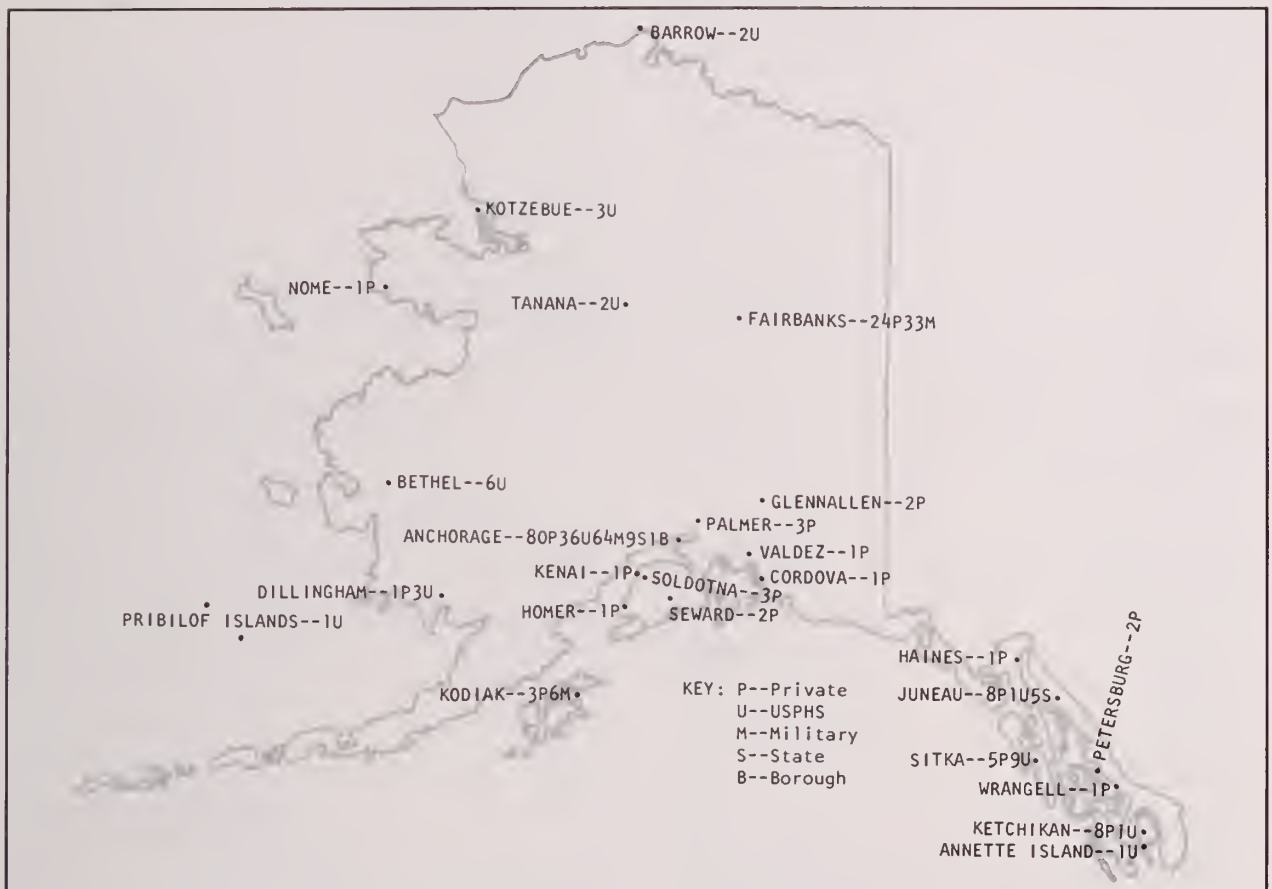 BARROW--2U
KOTZEBUE--3U
NOME--1P
TANANA--2U
FAIRBANKS--24P33M
BETHEL--6U
GLENNALLEN--2P
PALMER--3P
ANCHORAGE--80P36U64M9S1B
VALDEZ--1P
KENAI--1P
SOLDOTNA--3P
CORDOVA--1P
DILLINGHAM--1P3U
HOMER--1P
SEWARD--2P
PRIBILOF ISLANDS--1U
HAINES--1P
PETERSBURG--2P
KODIAK--3P6M
KEY: P--Private
U--USPHS
M--Military
S--State
B--Borough
JUNEAU--8P1U5S
SITKA--5P9U
WRANGELL--1P
KETCHIKAN--8P1U
ANNETTE ISLAND--1U